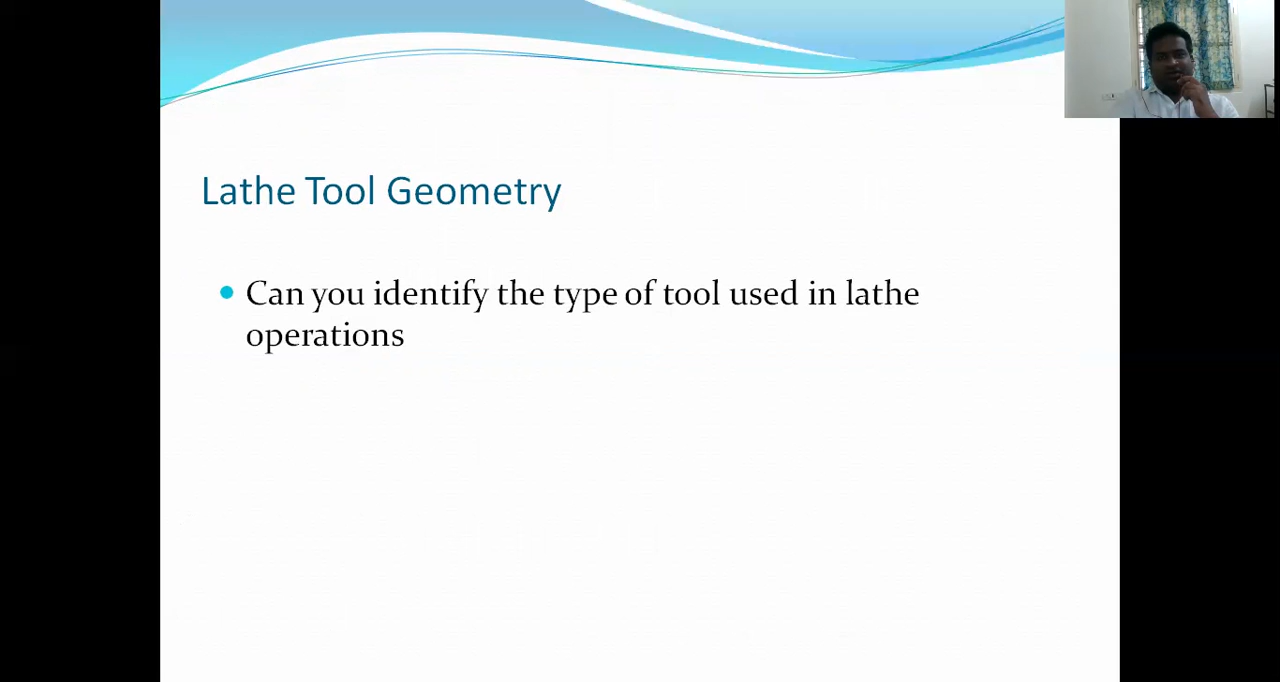 Lathe Tool Geometry
Can you identify the type of tool used in lathe
operations